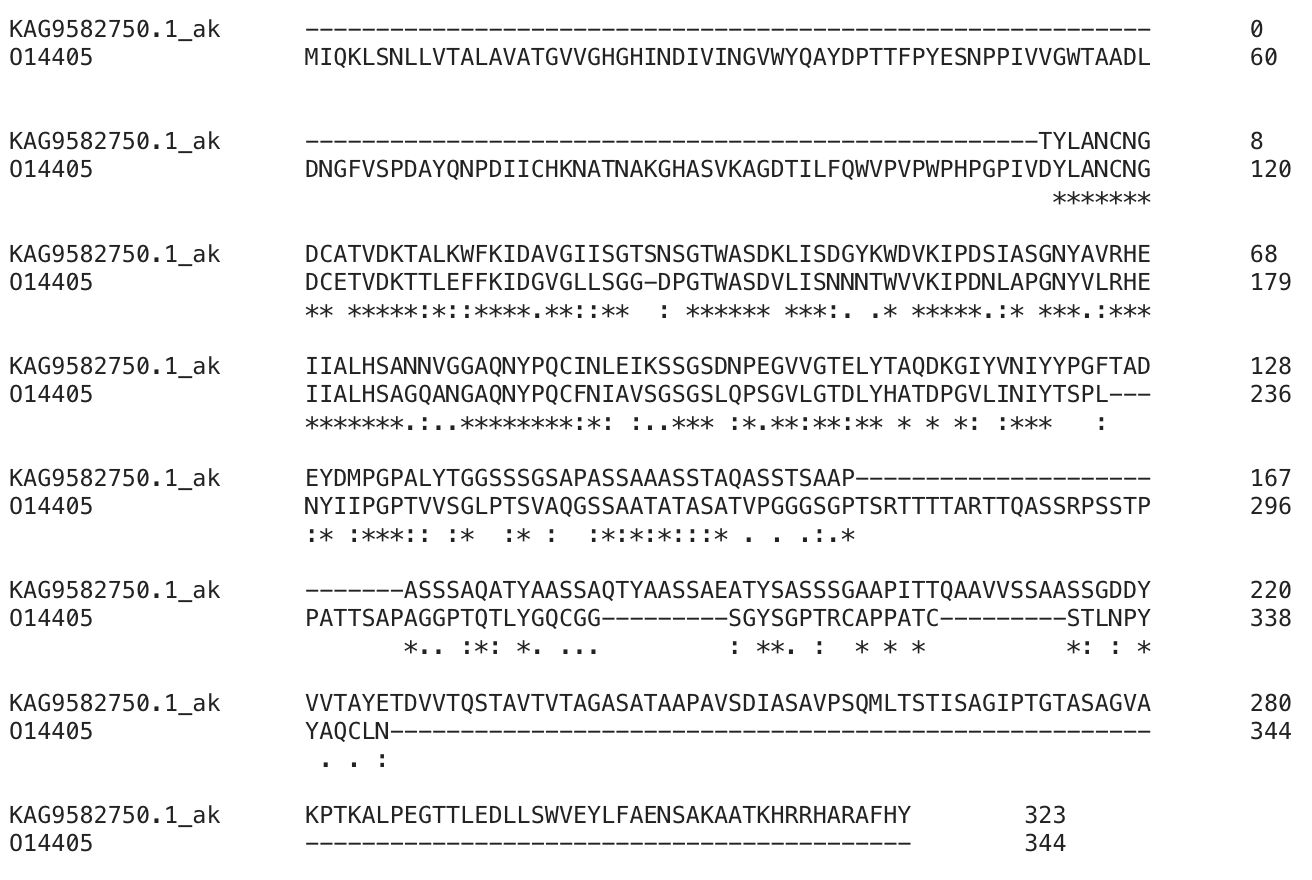 KAG9582750.1_ak      ------------------------------------------------------------ 0
O14405      MIQKLSNLLVTALAVATGVVGHGHINDIVINGVWYQAYDPTTFPYESNPPIVVGWTAADL 60
KAG9582750.1_ak      ----------------------------------------------------TYLANCNG 8
O14405      DNGFVSPDAYQNPDIICHKNATNAKGHASVKAGDTILFQWVPVPWPHPGPIVDYLANCNG 120
*******
KAG9582750.1_ak      DCATVDKTALKWFKIDAVGIISGTSNSGTWASDKLISDGYKWDVKIPDSIASGNYAVRHE 68
O14405      DCETVDKTTLEFFKIDGVGLLSGG-DPGTWASDVLISNNNTWVVKIPDNLAPGNYVLRHE 179
** *****:*::****.**::**  : ****** ***:. .* *****.:* ***.:***
KAG9582750.1_ak      IIALHSANNVGGAQNYPQCINLEIKSSGSDNPEGVVGTELYTAQDKGIYVNIYYPGFTAD 128
O14405      IIALHSAGQANGAQNYPQCFNIAVSGSGSLQPSGVLGTDLYHATDPGVLINIYTSPL--- 236
*******.:..********:*: :..*** :*.**:**:** * * *: :***   :
KAG9582750.1_ak      EYDMPGPALYTGGSSSGSAPASSAAASSTAQASSTSAAP--------------------- 167
O14405      NYIIPGPTVVSGLPTSVAQGSSAATATASATVPGGGSGPTSRTTTTARTTQASSRPSSTP 296
:* :***:: :*  :* :  :*:*:*:::* . . .:.*
KAG9582750.1_ak      -------ASSSAQATYAASSAQTYAASSAEATYSASSSGAAPITTQAAVVSSAASSGDDY 220
O14405      PATTSAPAGGPTQTLYGQCGG---------SGYSGPTRCAPPATC---------STLNPY 338
*.. :*: *. ...         : **. :  * * *          *: : *
KAG9582750.1_ak      VVTAYETDVVTQSTAVTVTAGASATAAPAVSDIASAVPSQMLTSTISAGIPTGTASAGVA 280
O14405      YAQCLN------------------------------------------------------ 344
. . :
KAG9582750.1_ak      KPTKALPEGTTLEDLLSWVEYLFAENSAKAATKHRRHARAFHY 323
O14405      ------------------------------------------- 344